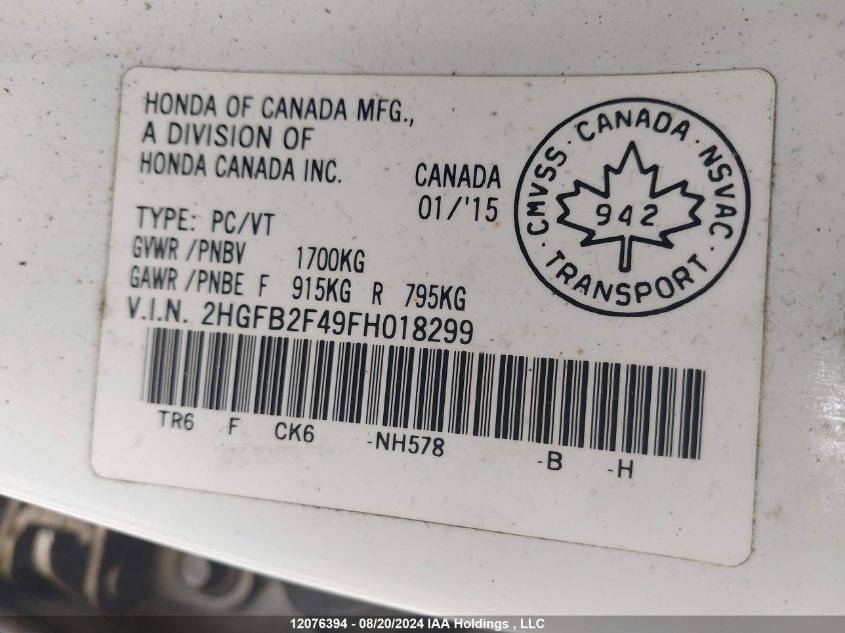 HONDA OF CANADA MFG.,
A DIVISION OF
HONDA CANADA INC.
CANADA
01/'15
TYPE: PC/VT
GVWR/PNBV 1700KG
GAWR/PNBE F 915KG R 795KG
V.I.N. 2HGFB2F49FH018299
TR6 F CK6 -NH578 -B -H
CMVSS · CANADA · NSVAC
942
· TRANSPORT ·
12076394 - 08/20/2024 IAA Holdings , LLC